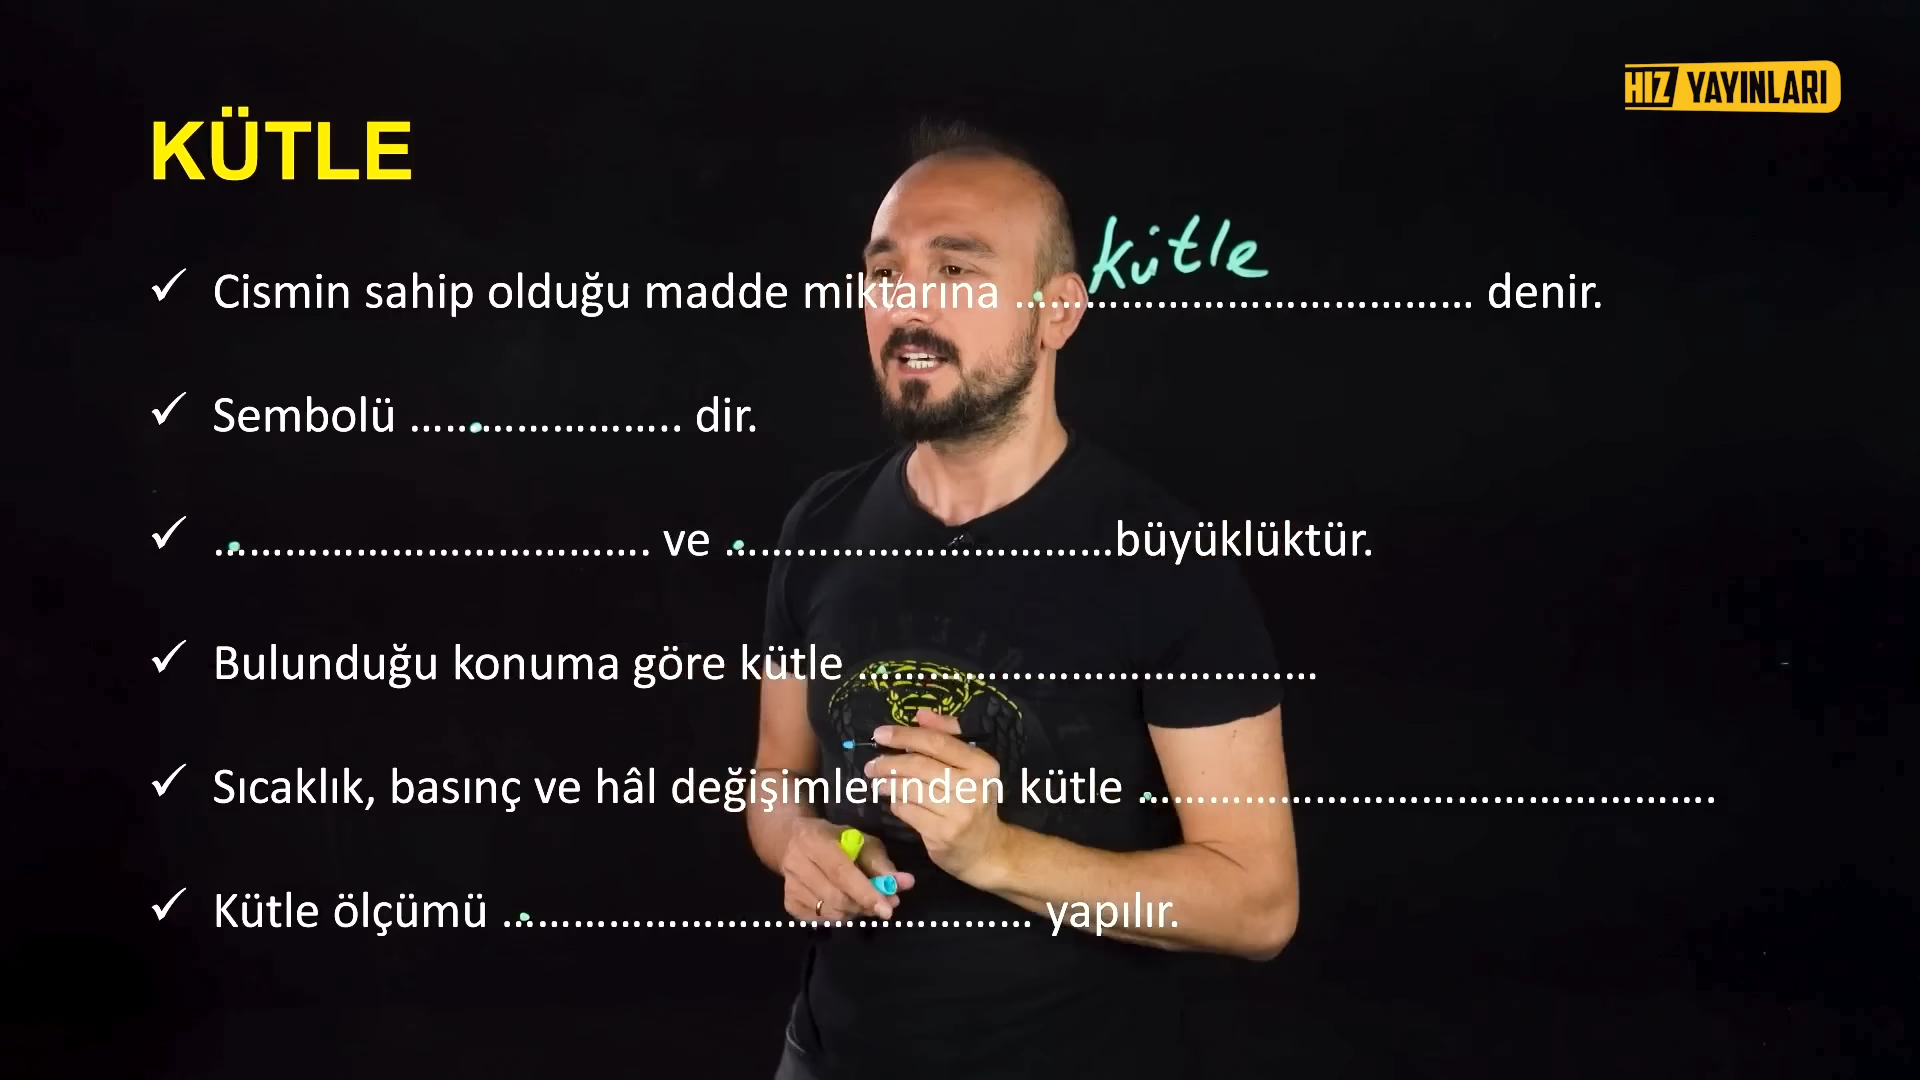 HIZ YAYINLARI
KÜTLE
kütle
✓ Cismin sahip olduğu madde miktarına ………………………………… denir.
✓ Sembolü ………………….. dir.
✓ ………………………………. ve ……………………………büyüklüktür.
✓ Bulunduğu konuma göre kütle …………………………………
✓ Sıcaklık, basınç ve hâl değişimlerinden kütle ………………………………………….
✓ Kütle ölçümü ……………………………………… yapılır.